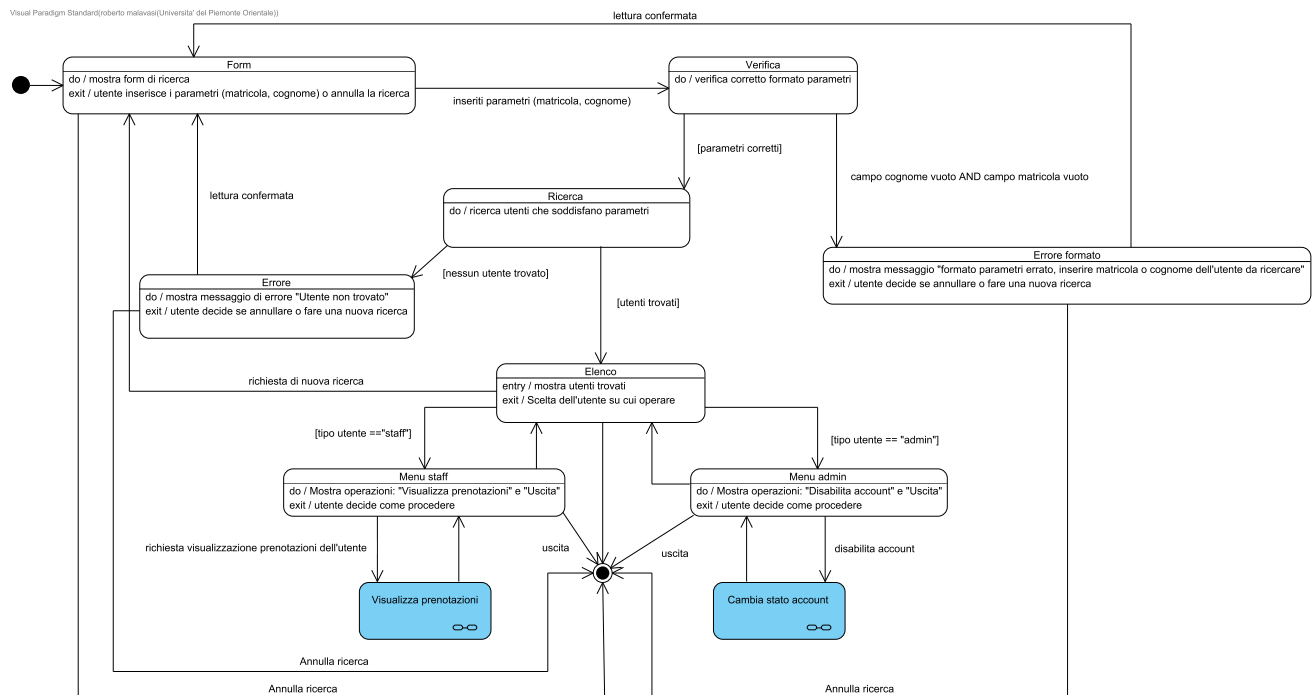 Visual Paradigm Standard(roberto malavasi(Universita' del Piemonte Orientale))
lettura confermata
Form
do / mostra form di ricerca
exit / utente inserisce i parametri (matricola, cognome) o annulla la ricerca
Verifica
do / verifica corretto formato parametri
inseriti parametri (matricola, cognome)
[parametri corretti]
campo cognome vuoto AND campo matricola vuoto
lettura confermata
Ricerca
do / ricerca utenti che soddisfano parametri
Errore formato
do / mostra messaggio "formato parametri errato, inserire matricola o cognome dell'utente da ricercare"
exit / utente decide se annullare o fare una nuova ricerca
[nessun utente trovato]
Errore
do / mostra messaggio di errore "Utente non trovato"
exit / utente decide se annullare o fare una nuova ricerca
[utenti trovati]
richiesta di nuova ricerca
Elenco
entry / mostra utenti trovati
exit / Scelta dell'utente su cui operare
[tipo utente =="staff"]
[tipo utente == "admin"]
Menu staff
do / Mostra operazioni: "Visualizza prenotazioni" e "Uscita"
exit / utente decide come procedere
Menu admin
do / Mostra operazioni: "Disabilita account" e "Uscita"
exit / utente decide come procedere
richiesta visualizzazione prenotazioni dell'utente
uscita
uscita
disabilita account
Visualizza prenotazioni
Cambia stato account
Annulla ricerca
Annulla ricerca
Annulla ricerca